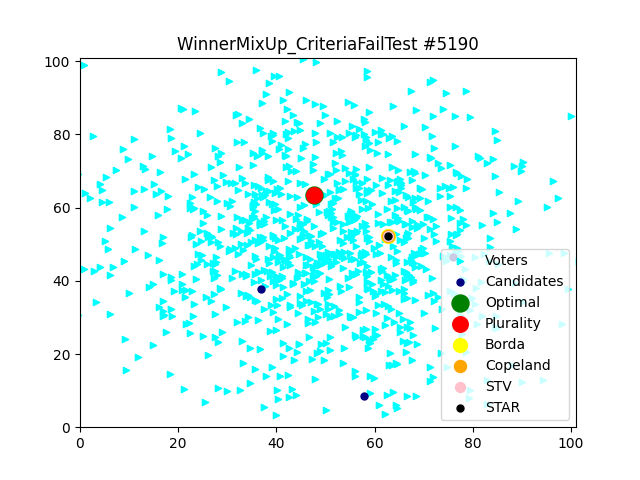 WinnerMixUp_CriteriaFailTest #5190
100
80
60
40
20
0
0
20
40
60
80
100
Voters
Candidates
Optimal
Plurality
Borda
Copeland
STV
STAR